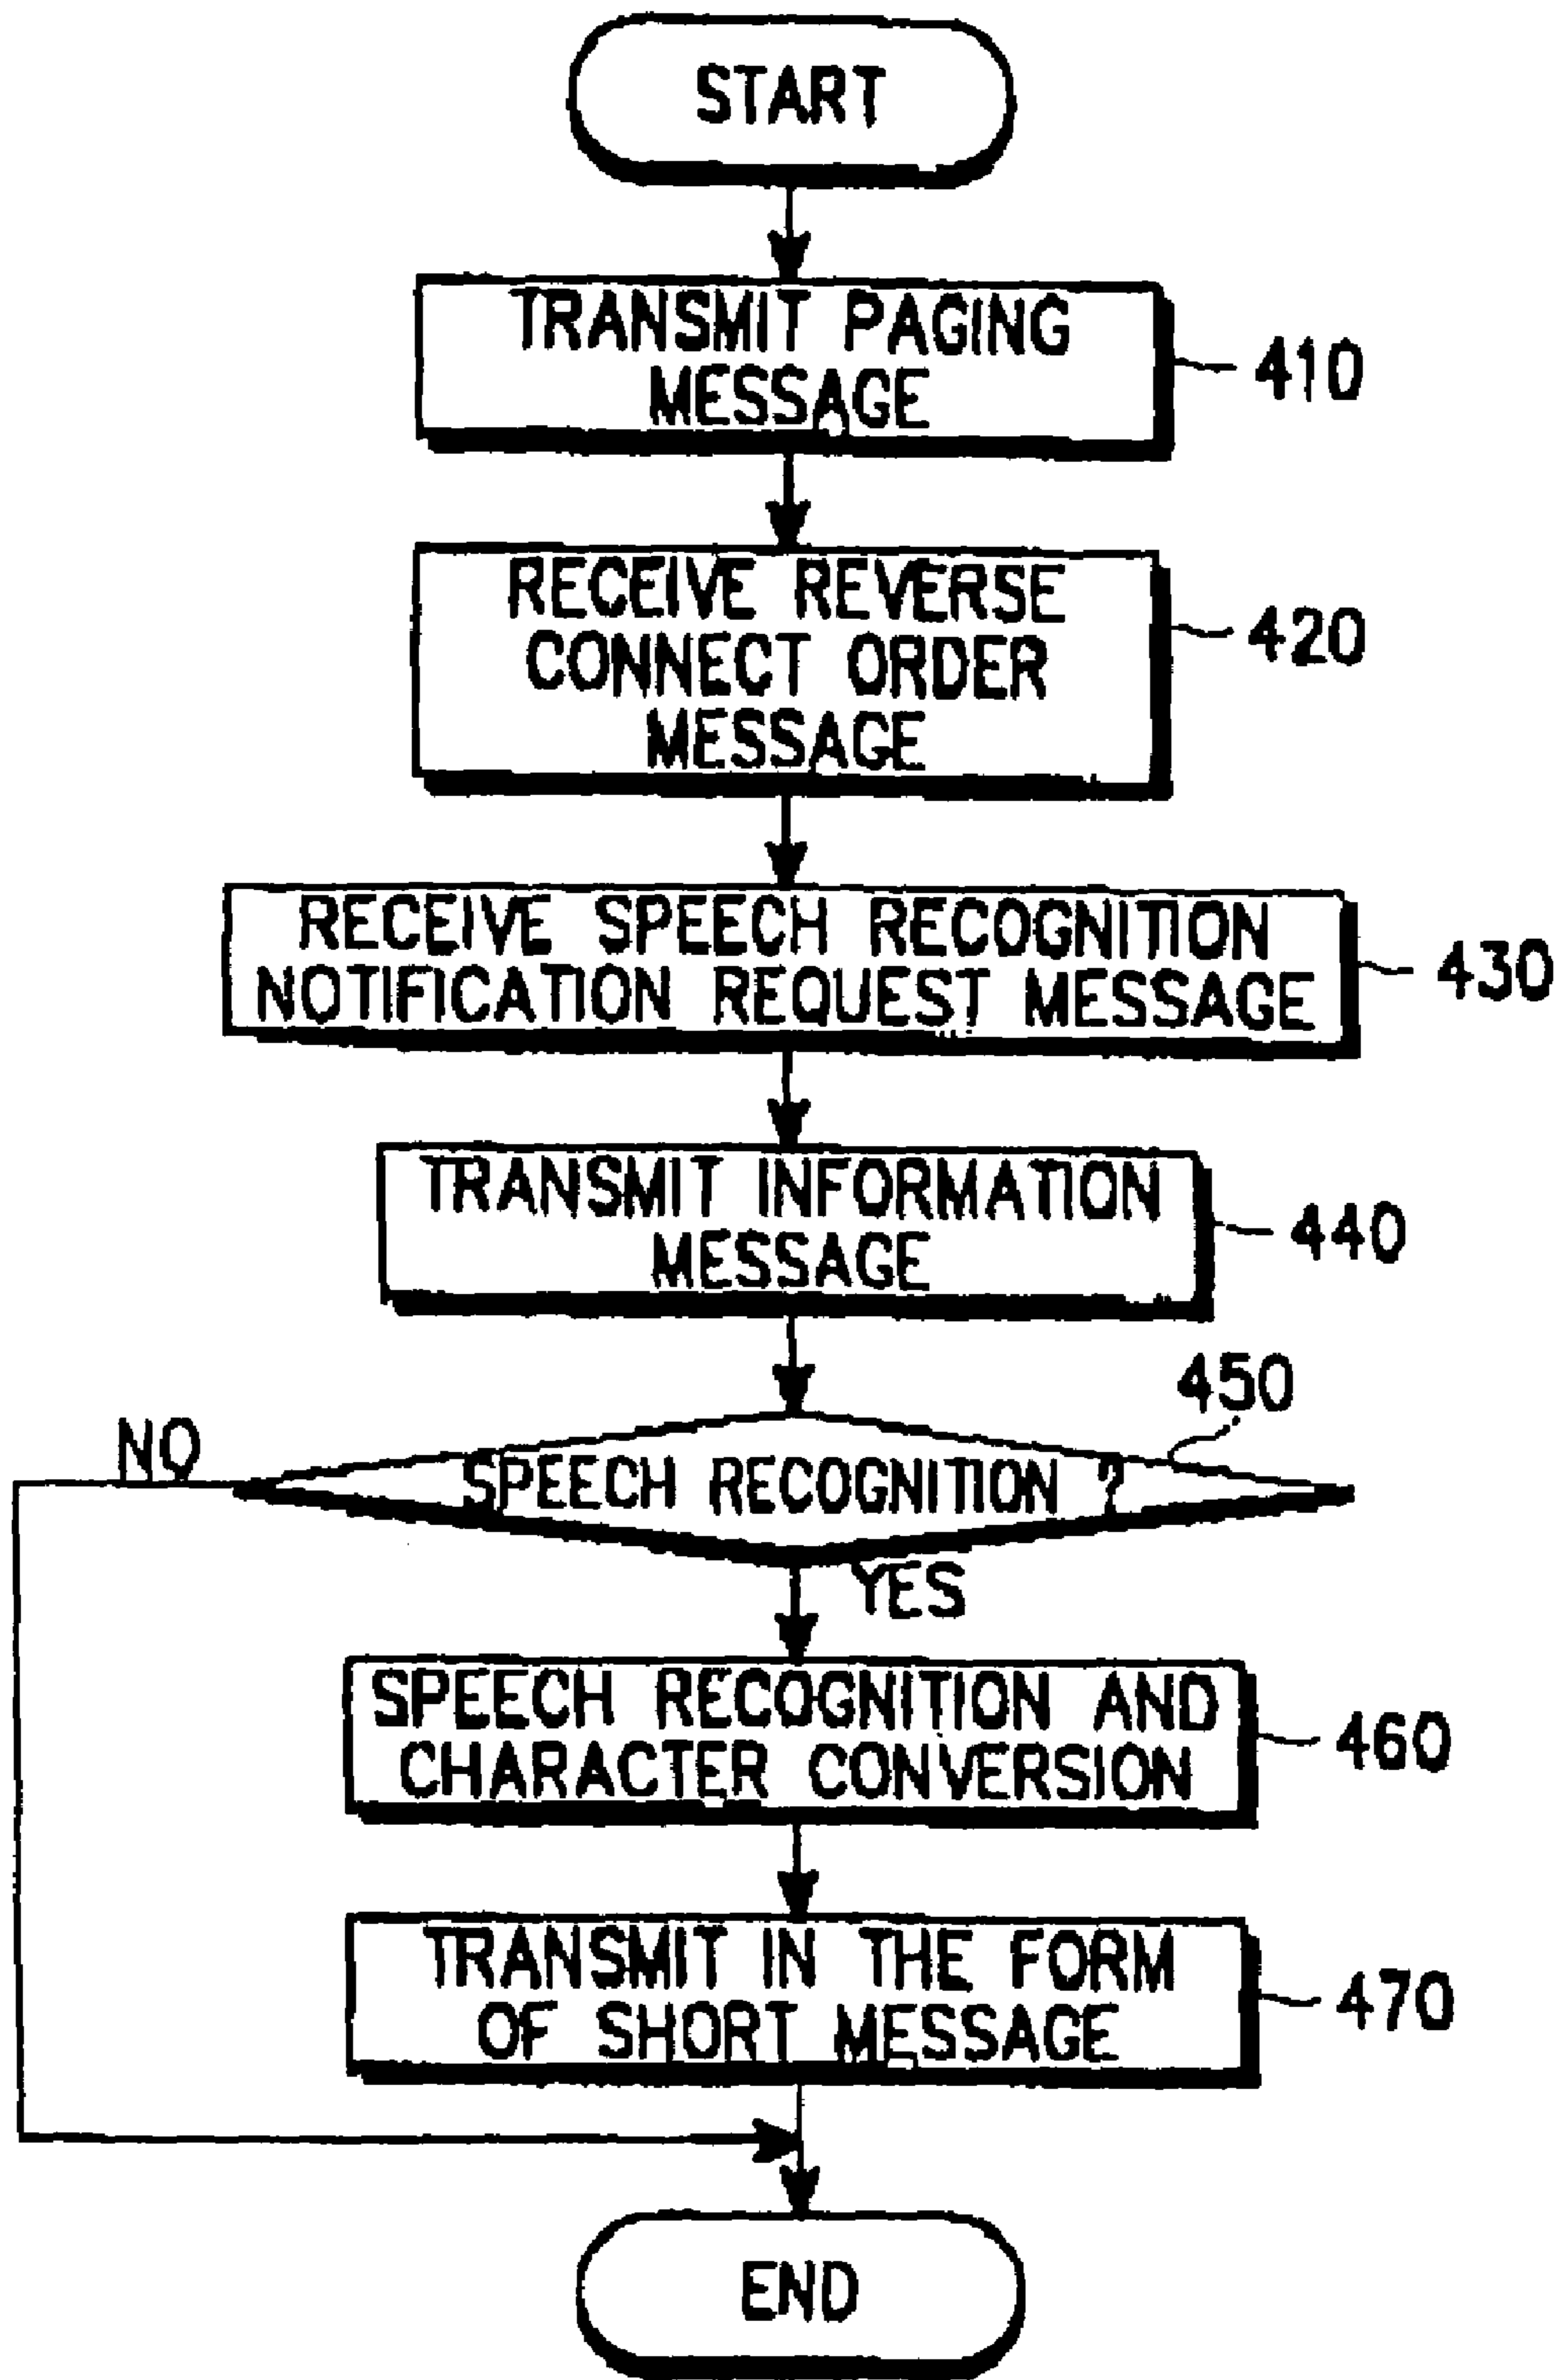 START
TRANSMIT PAGING
MESSAGE
410
RECEIVE REVERSE
CONNECT ORDER
MESSAGE
420
RECEIVE SPEECH RECOGNITION
NOTIFICATION REQUEST MESSAGE
430
TRANSMIT INFORMATION
MESSAGE
440
450
NO
SPEECH RECOGNITION ?
YES
SPEECH RECOGNITION AND
CHARACTER CONVERSION
460
TRANSMIT IN THE FORM
OF SHORT MESSAGE
470
END